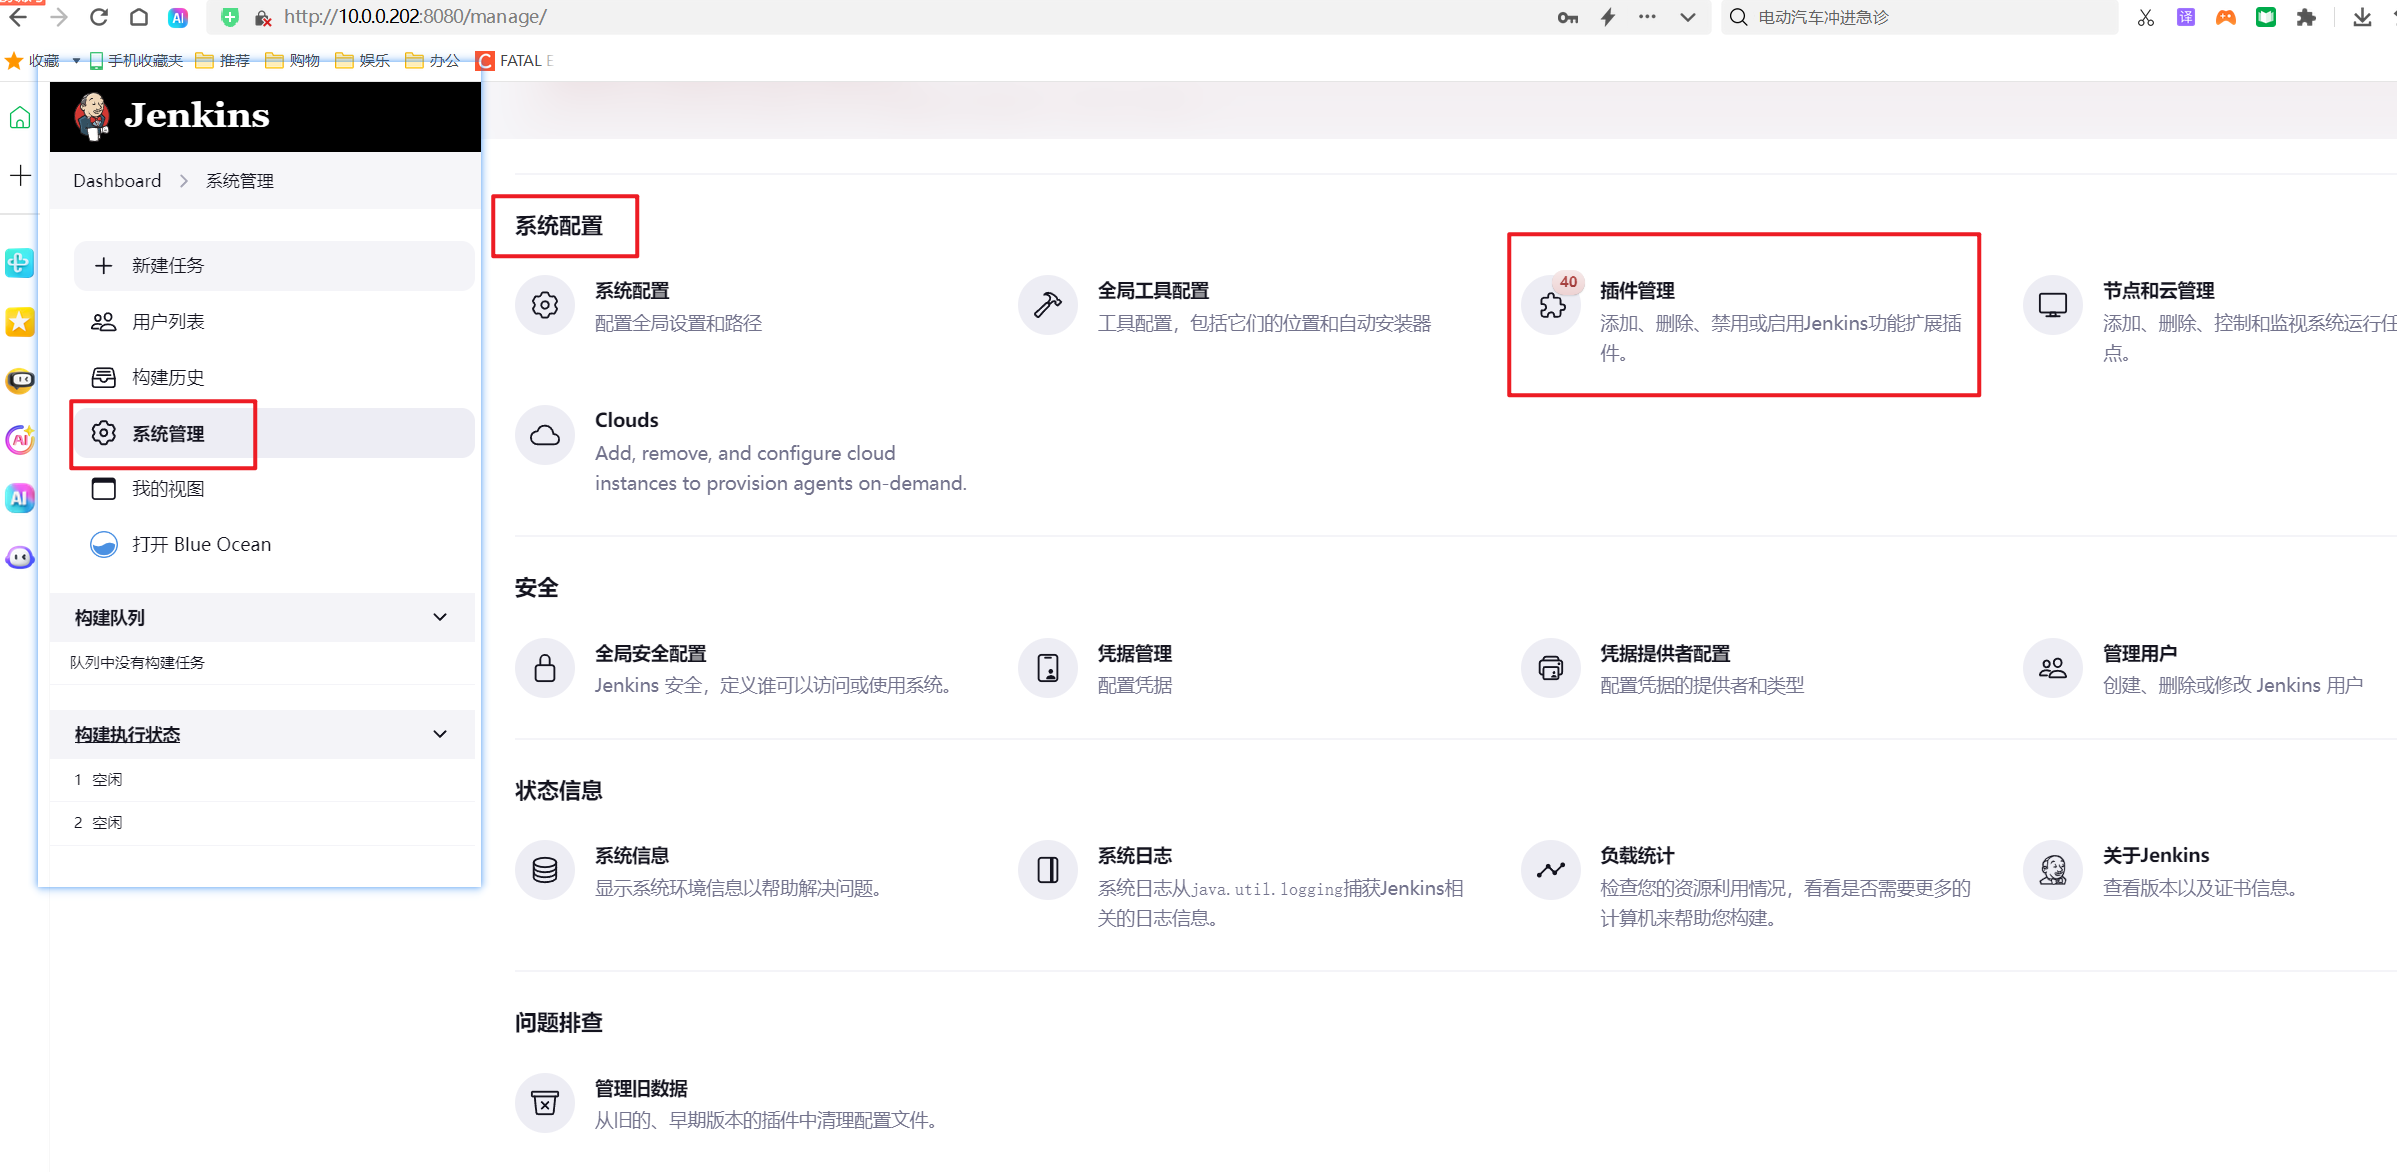 http://10.0.0.202:8080/manage/
电动汽车冲进急诊
收藏
手机收藏夹
推荐
购物
娱乐
办公
FATAL E
Jenkins
Dashboard
系统管理
新建任务
用户列表
构建历史
系统管理
我的视图
打开 Blue Ocean
构建队列
队列中没有构建任务
构建执行状态
1 空闲
2 空闲
系统配置
系统配置
配置全局设置和路径
全局工具配置
工具配置，包括它们的位置和自动安装器
40
插件管理
添加、删除、禁用或启用Jenkins功能扩展插
件。
节点和云管理
添加、删除、控制和监视系统运行任
点。
Clouds
Add, remove, and configure cloud
instances to provision agents on-demand.
安全
全局安全配置
Jenkins 安全，定义谁可以访问或使用系统。
凭据管理
配置凭据
凭据提供者配置
配置凭据的提供者和类型
管理用户
创建、删除或修改 Jenkins 用户
状态信息
系统信息
显示系统环境信息以帮助解决问题。
系统日志
系统日志从java.util.logging捕获Jenkins相
关的日志信息。
负载统计
检查您的资源利用情况，看看是否需要更多的
计算机来帮助您构建。
关于Jenkins
查看版本以及证书信息。
问题排查
管理旧数据
从旧的、早期版本的插件中清理配置文件。
AI
AI
AI
译